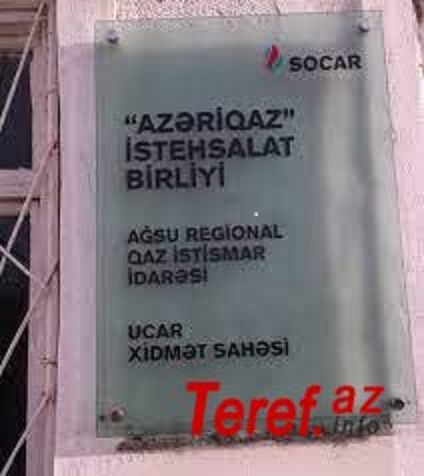 SOCAR
"AZƏRİQAZ"
İSTEHSALAT
BİRLİYİ
AĞSU REGIONAL
QAZ İSTİSMAR
İDARƏSİ
UCAR
XİDMƏT SAHƏSİ
Teref.az
.info